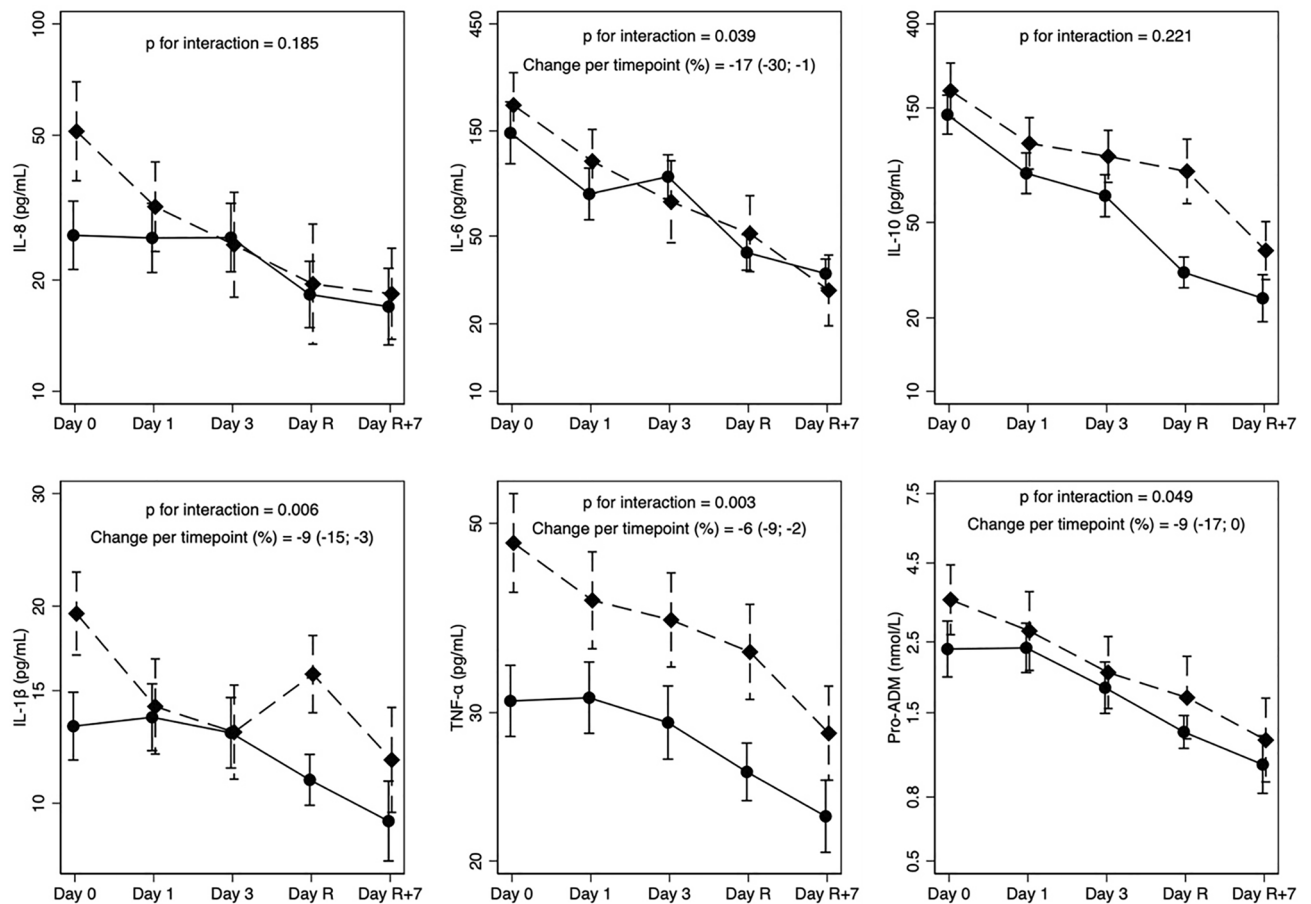 p for interaction = 0.185
IL-8 (pg/mL)
100
50
20
10
Day 0 Day 1 Day 3 Day R Day R+7
p for interaction = 0.039
Change per timepoint (%) = -17 (-30; -1)
IL-6 (pg/mL)
450
150
50
20
10
Day 0 Day 1 Day 3 Day R Day R+7
p for interaction = 0.221
IL-10 (pg/mL)
400
150
50
20
10
Day 0 Day 1 Day 3 Day R Day R+7
p for interaction = 0.006
Change per timepoint (%) = -9 (-15; -3)
IL-1β (pg/mL)
30
20
15
10
Day 0 Day 1 Day 3 Day R Day R+7
p for interaction = 0.003
Change per timepoint (%) = -6 (-9; -2)
TNF-α (pg/mL)
50
30
20
Day 0 Day 1 Day 3 Day R Day R+7
p for interaction = 0.049
Change per timepoint (%) = -9 (-17; 0)
Pro-ADM (nmol/L)
7.5
4.5
2.5
1.5
0.8
0.5
Day 0 Day 1 Day 3 Day R Day R+7